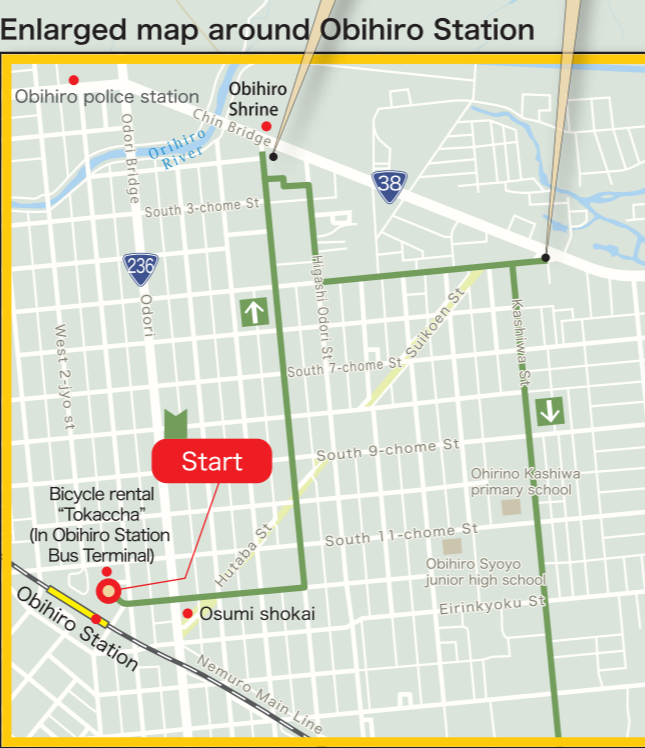 Enlarged map around Obihiro Station
Obihiro police station
Obihiro
Shrine
Chin Bridge
Orihiro
River
Odori Bridge
38
South 3-chome St
236
Odori
Higashi Odori St
West 2-jyo st
Suikoen St
Kashiiwa St
South 7-chome St
Start
South 9-chome St
Bicycle rental
“Tokaccha”
(In Obihiro Station
Bus Terminal)
Ohirino Kashiwa
primary school
Hutaba St
South 11-chome St
Obihiro Syoyo
junior high school
Eirinkyoku St
Obihiro Station
Osumi shokai
Nemuro Main Line